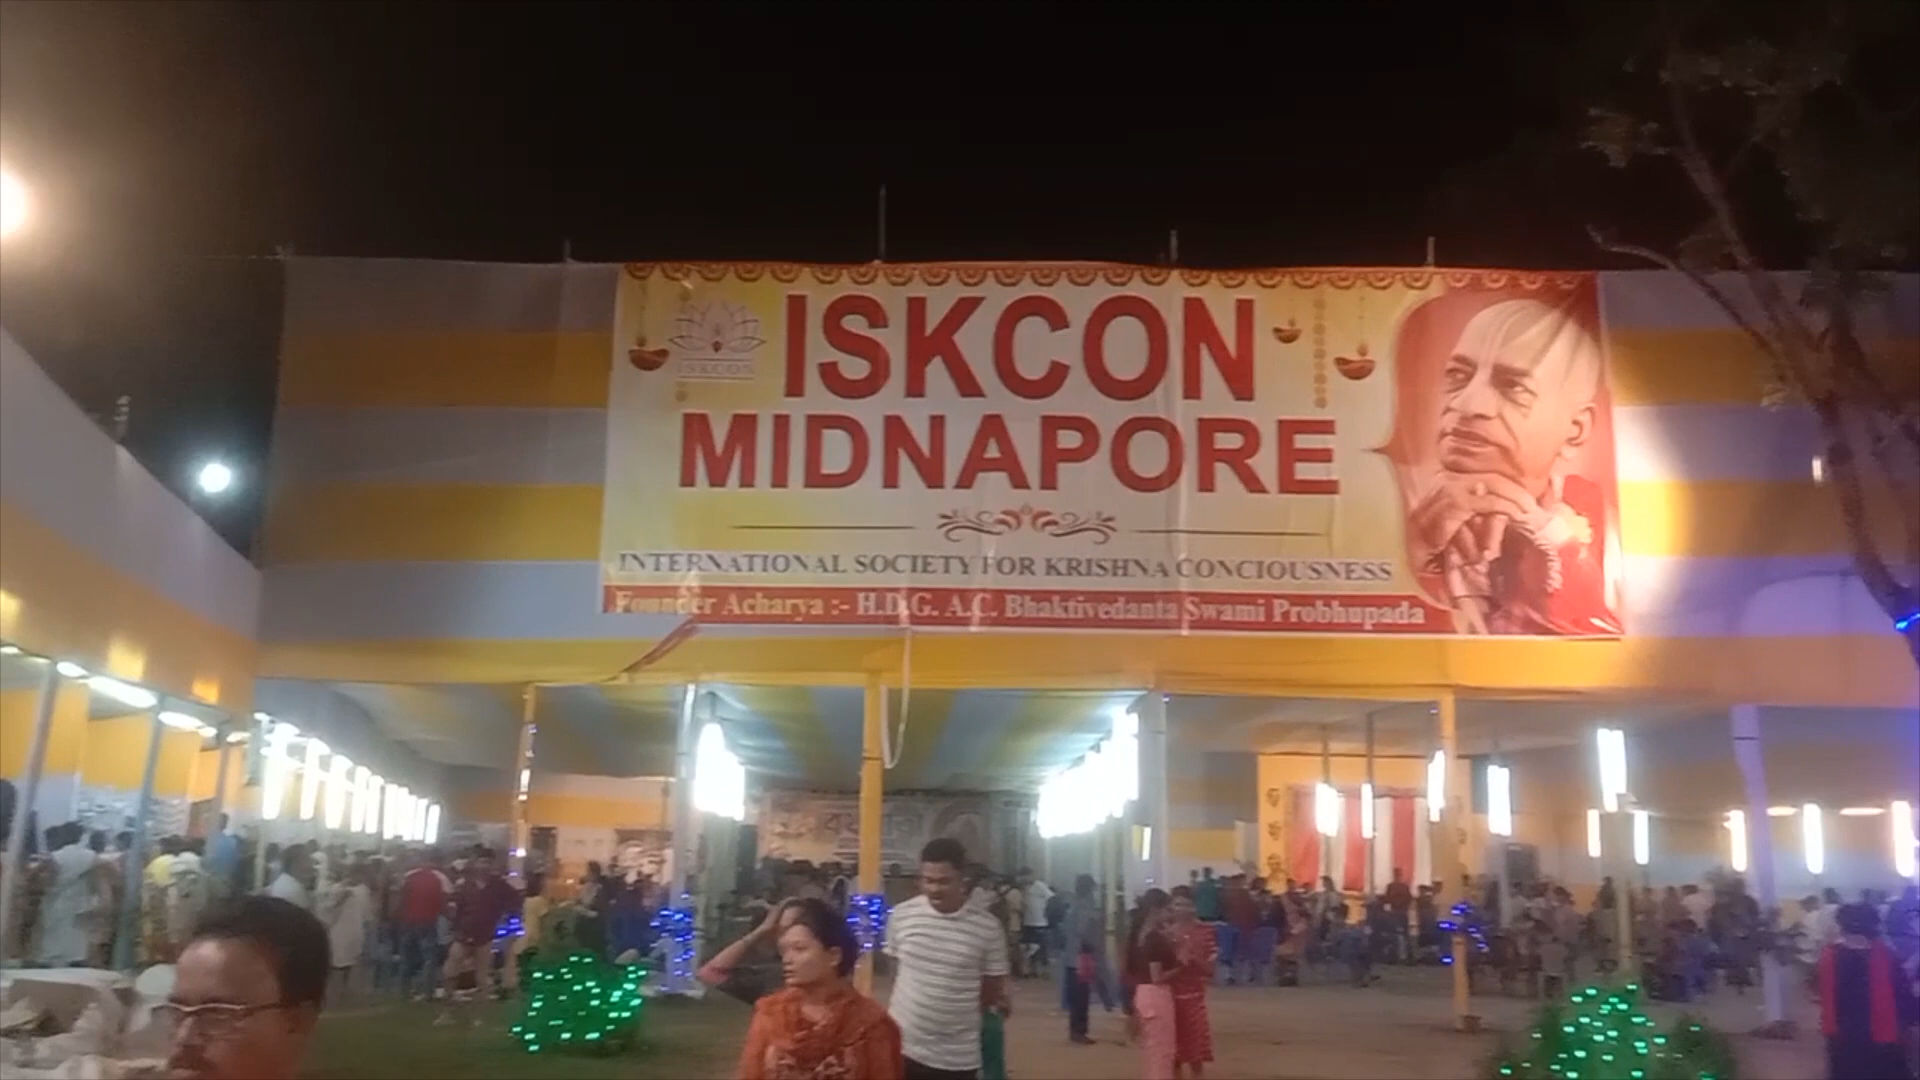 ISKCON
ISKCON
MIDNAPORE
INTERNATIONAL SOCIETY FOR KRISHNA CONCIOUSNESS
Founder Acharya :- H.D.G. A.C. Bhaktivedanta Swami Probhupada